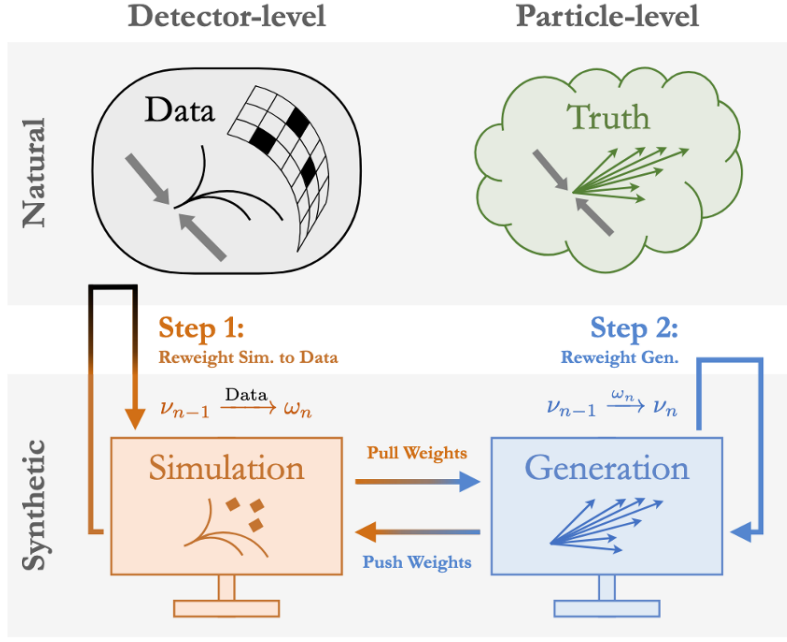 Detector-level
Particle-level
Natural
Data
Truth
Step 1:
Reweight Sim. to Data
Step 2:
Reweight Gen.
Synthetic
νₙ₋₁ —Data→ ωₙ
νₙ₋₁ —ωₙ→ νₙ
Simulation
Pull Weights
Push Weights
Generation